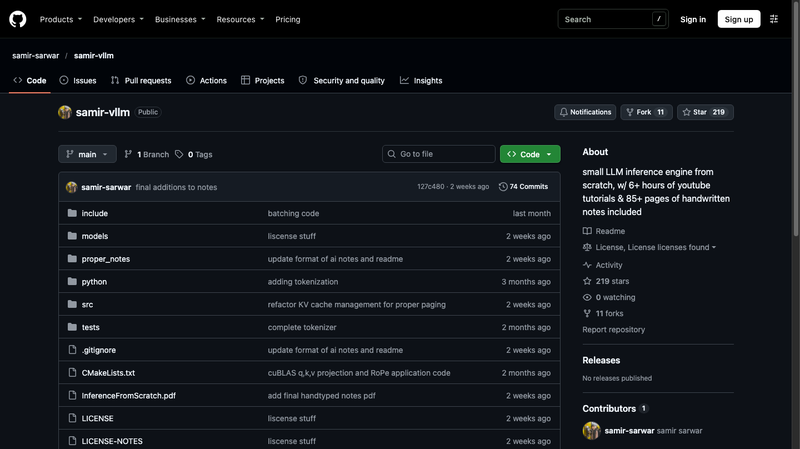 Products Developers Businesses Resources Pricing Search / Sign in Sign up
samir-sarwar / samir-vllm
Code Issues Pull requests Actions Projects Security and quality Insights
samir-vllm Public Notifications Fork 11 Star 219
main 1 Branch 0 Tags Go to file Code
samir-sarwar final additions to notes 127c480 · 2 weeks ago 74 Commits
include batching code last month
models liscense stuff 2 weeks ago
proper_notes update format of ai notes and readme 2 weeks ago
python adding tokenization 3 months ago
src refactor KV cache management for proper paging 2 weeks ago
tests complete tokenizer 2 months ago
.gitignore update format of ai notes and readme 2 weeks ago
CMakeLists.txt cuBLAS q,k,v projection and RoPe application code 2 months ago
InferenceFromScratch.pdf add final handtyped notes pdf 2 weeks ago
LICENSE liscense stuff 2 weeks ago
LICENSE-NOTES liscense stuff 2 weeks ago
About
small LLM inference engine from
scratch, w/ 6+ hours of youtube
tutorials & 85+ pages of handwritten
notes included
Readme
License, License licenses found
Activity
219 stars
0 watching
11 forks
Report repository
Releases
No releases published
Contributors 1
samir-sarwar samir sarwar